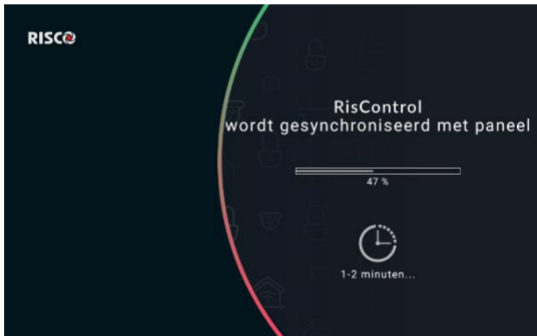 RISCO
RisControl
wordt gesynchroniseerd met paneel
47 %
1-2 minuten...